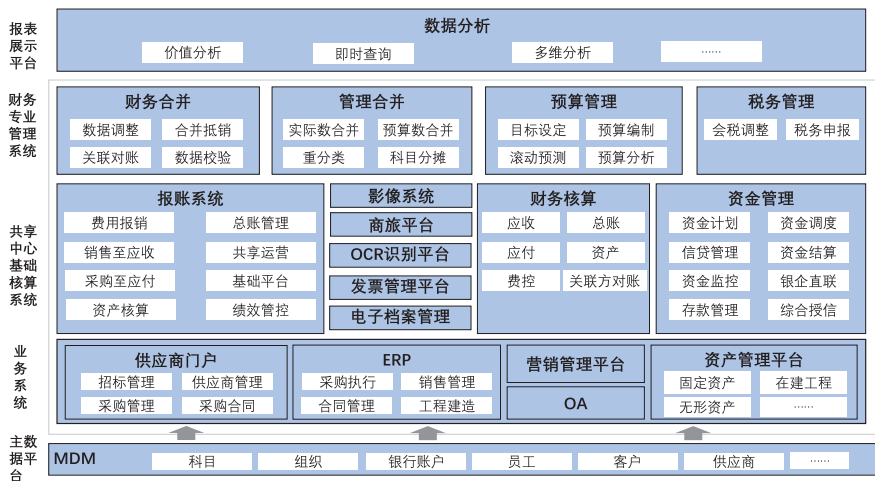 报表
展示
平台
数据分析
价值分析
即时查询
多维分析
......
财务
专业
管理
系统
财务合并
数据调整 合并抵销
关联对账 数据校验
管理合并
实际数合并 预算数合并
重分类 科目分摊
预算管理
目标设定 预算编制
滚动预测 预算分析
税务管理
会税调整 税务申报
共享
中心
基础
核算
系统
报账系统
费用报销 总账管理
销售至应收 共享运营
采购至应付 基础平台
资产核算 绩效管控
影像系统
商旅平台
OCR识别平台
发票管理平台
电子档案管理
财务核算
应收 总账
应付 资产
费控 关联方对账
资金管理
资金计划 资金调度
信贷管理 资金结算
资金监控 银企直联
存款管理 综合授信
业
务
系
统
供应商门户
招标管理 供应商管理
采购管理 采购合同
ERP
采购执行 销售管理
合同管理 工程建造
营销管理平台
OA
资产管理平台
固定资产 在建工程
无形资产 ......
主数
据平
台
MDM 科目 组织 银行账户 员工 客户 供应商 ......